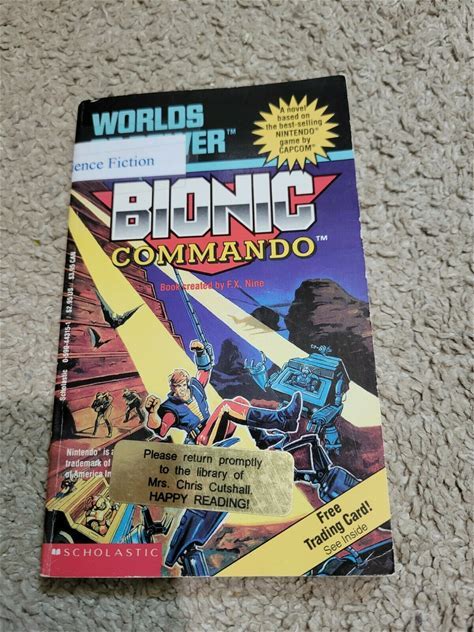 WORLDS
ence Fiction
A novel
based on
the best-selling
NINTENDO®
game by
CAPCOM™
BIONIC
COMMANDO™
Book created by F.X. Nine
Nintendo® is a
trademark of
of America In
Please return promptly
to the library of
Mrs. Chris Cutshall.
HAPPY READING!
Free
Trading Card!
See Inside
SCHOLASTIC